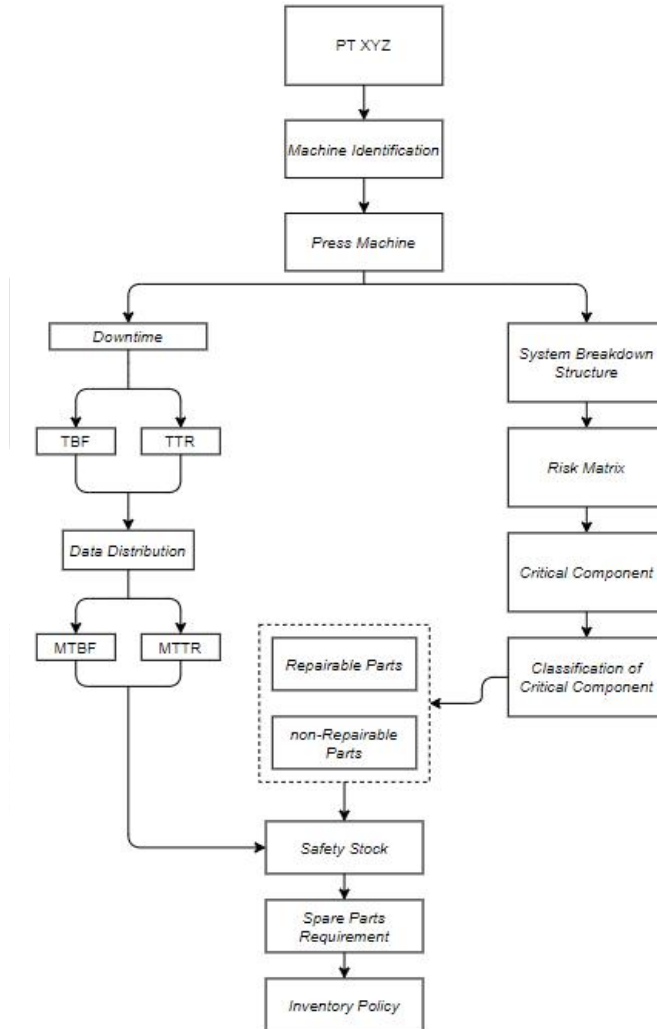 PT XYZ
Machine Identification
Press Machine
Downtime
System Breakdown
Structure
TBF
TTR
Risk Matrix
Data Distribution
Critical Component
MTBF
MTTR
Repairable Parts
Classification of
Critical Component
non-Repairable
Parts
Safety Stock
Spare Parts
Requirement
Inventory Policy